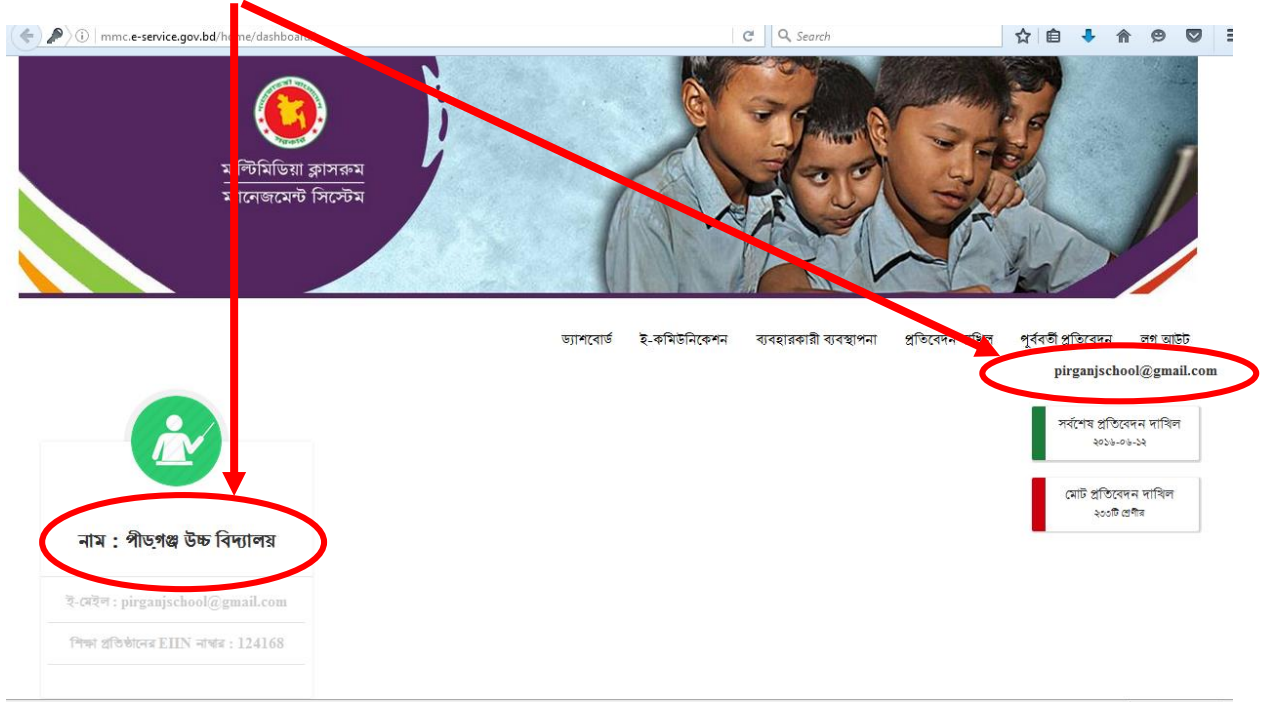 mmc.e-service.gov.bd/home/dashboard
Search
মাল্টিমিডিয়া ক্লাসরুম
ম্যানেজমেন্ট সিস্টেম
ড্যাশবোর্ড ই-কমিউনিকেশন ব্যবহারকারী ব্যবস্থাপনা প্রতিবেদন দাখিল পূর্ববর্তী প্রতিবেদন লগ আউট
pirganjschool@gmail.com
সর্বশেষ প্রতিবেদন দাখিল
২০১৬-০৬-১২
মোট প্রতিবেদন দাখিল
২৩৩টি শ্রেণীর
নাম : পীড়গঞ্জ উচ্চ বিদ্যালয়
ই-মেইল : pirganjschool@gmail.com
শিক্ষা প্রতিষ্ঠানের EIIN নাম্বার : 124168